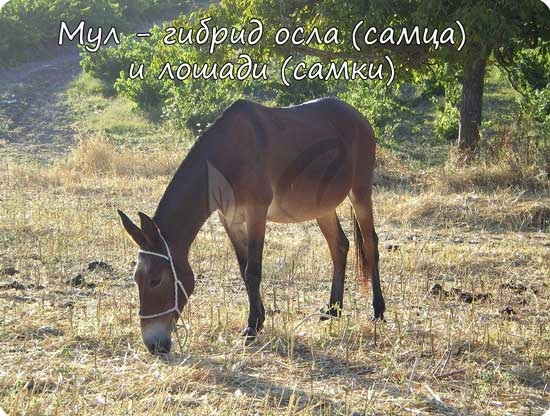 Мул - гибрид осла (самца)
и лошади (самки)